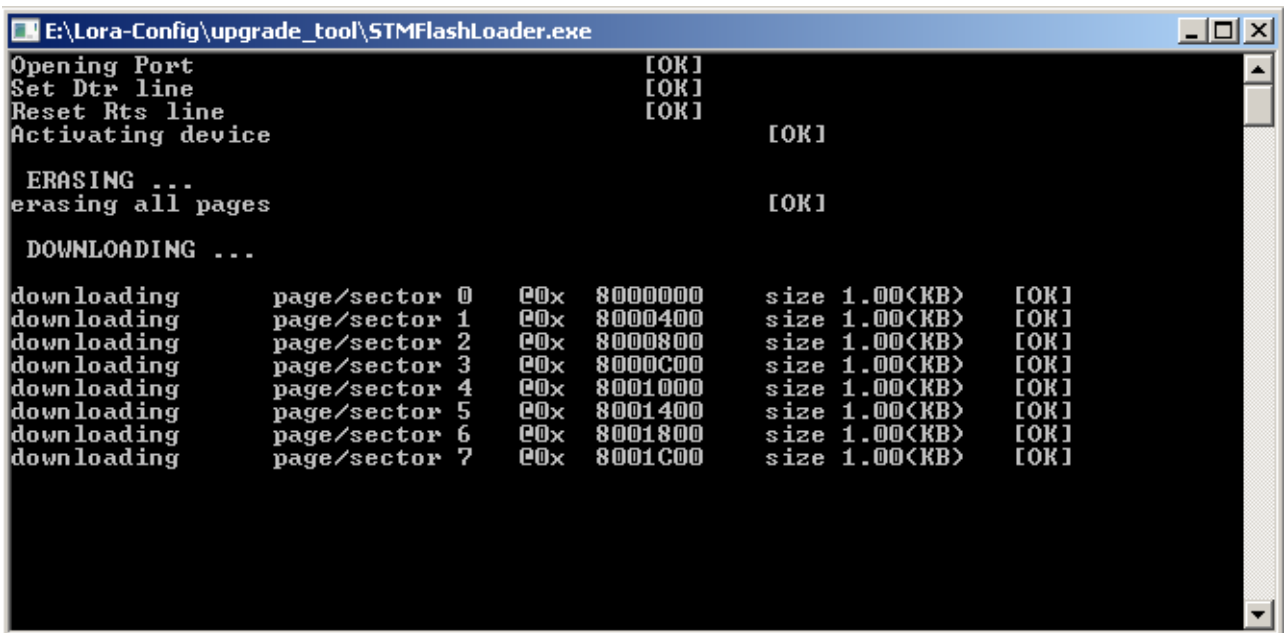 E:\Lora-Config\upgrade_tool\STMFlashLoader.exe
Opening Port [OK]
Set Dtr line [OK]
Reset Rts line [OK]
Activating device [OK]
ERASING ...
erasing all pages [OK]
DOWNLOADING ...
downloading page/sector 0 @0x 8000000 size 1.00(KB) [OK]
downloading page/sector 1 @0x 8000400 size 1.00(KB) [OK]
downloading page/sector 2 @0x 8000800 size 1.00(KB) [OK]
downloading page/sector 3 @0x 8000C00 size 1.00(KB) [OK]
downloading page/sector 4 @0x 8001000 size 1.00(KB) [OK]
downloading page/sector 5 @0x 8001400 size 1.00(KB) [OK]
downloading page/sector 6 @0x 8001800 size 1.00(KB) [OK]
downloading page/sector 7 @0x 8001C00 size 1.00(KB) [OK]